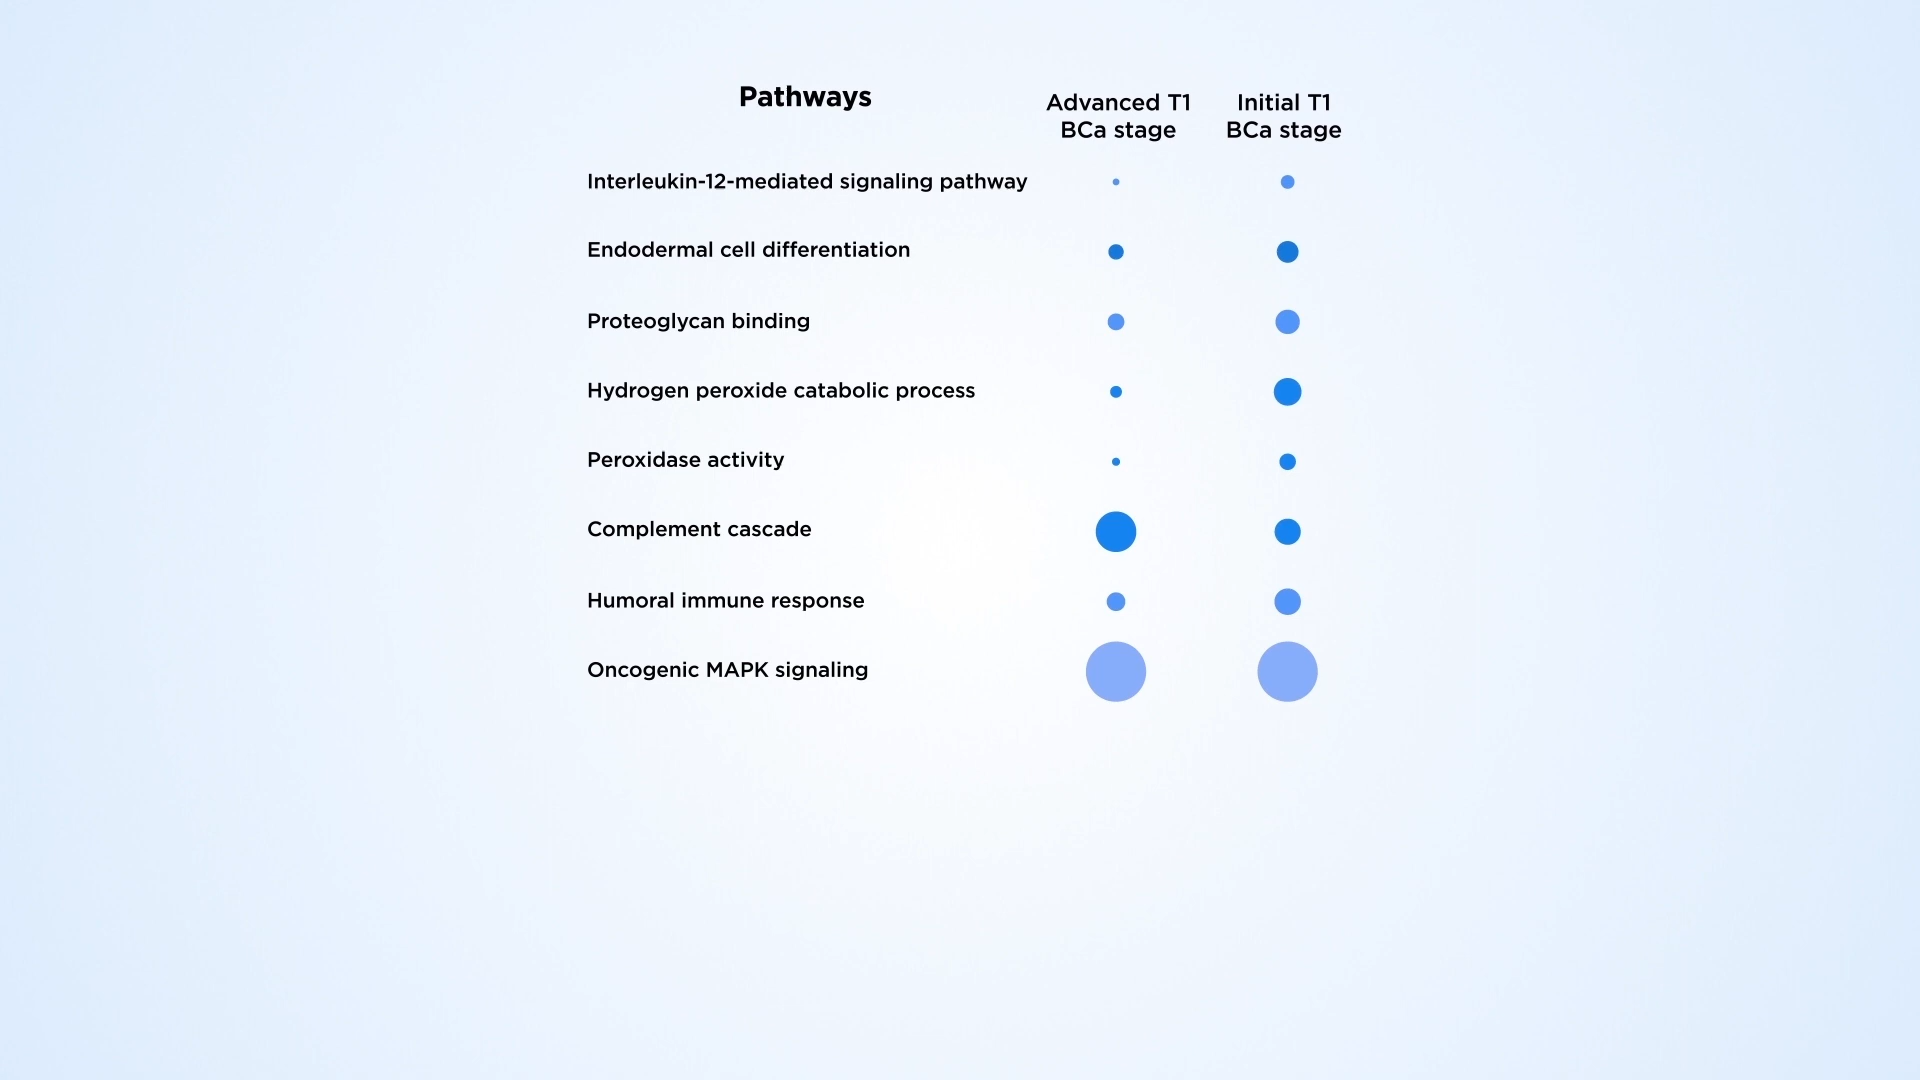 Pathways
Advanced T1
BCa stage
Initial T1
BCa stage
Interleukin-12-mediated signaling pathway
Endodermal cell differentiation
Proteoglycan binding
Hydrogen peroxide catabolic process
Peroxidase activity
Complement cascade
Humoral immune response
Oncogenic MAPK signaling